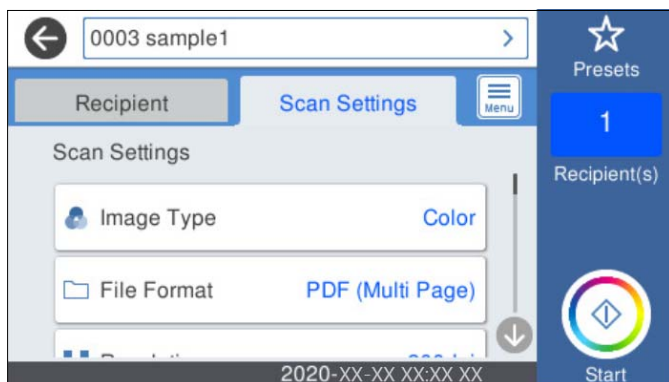 0003 sample1
Presets
Recipient
Scan Settings
Menu
1
Scan Settings
Recipient(s)
Image Type
Color
File Format
PDF (Multi Page)
2020-XX-XX XX:XX XX
Start